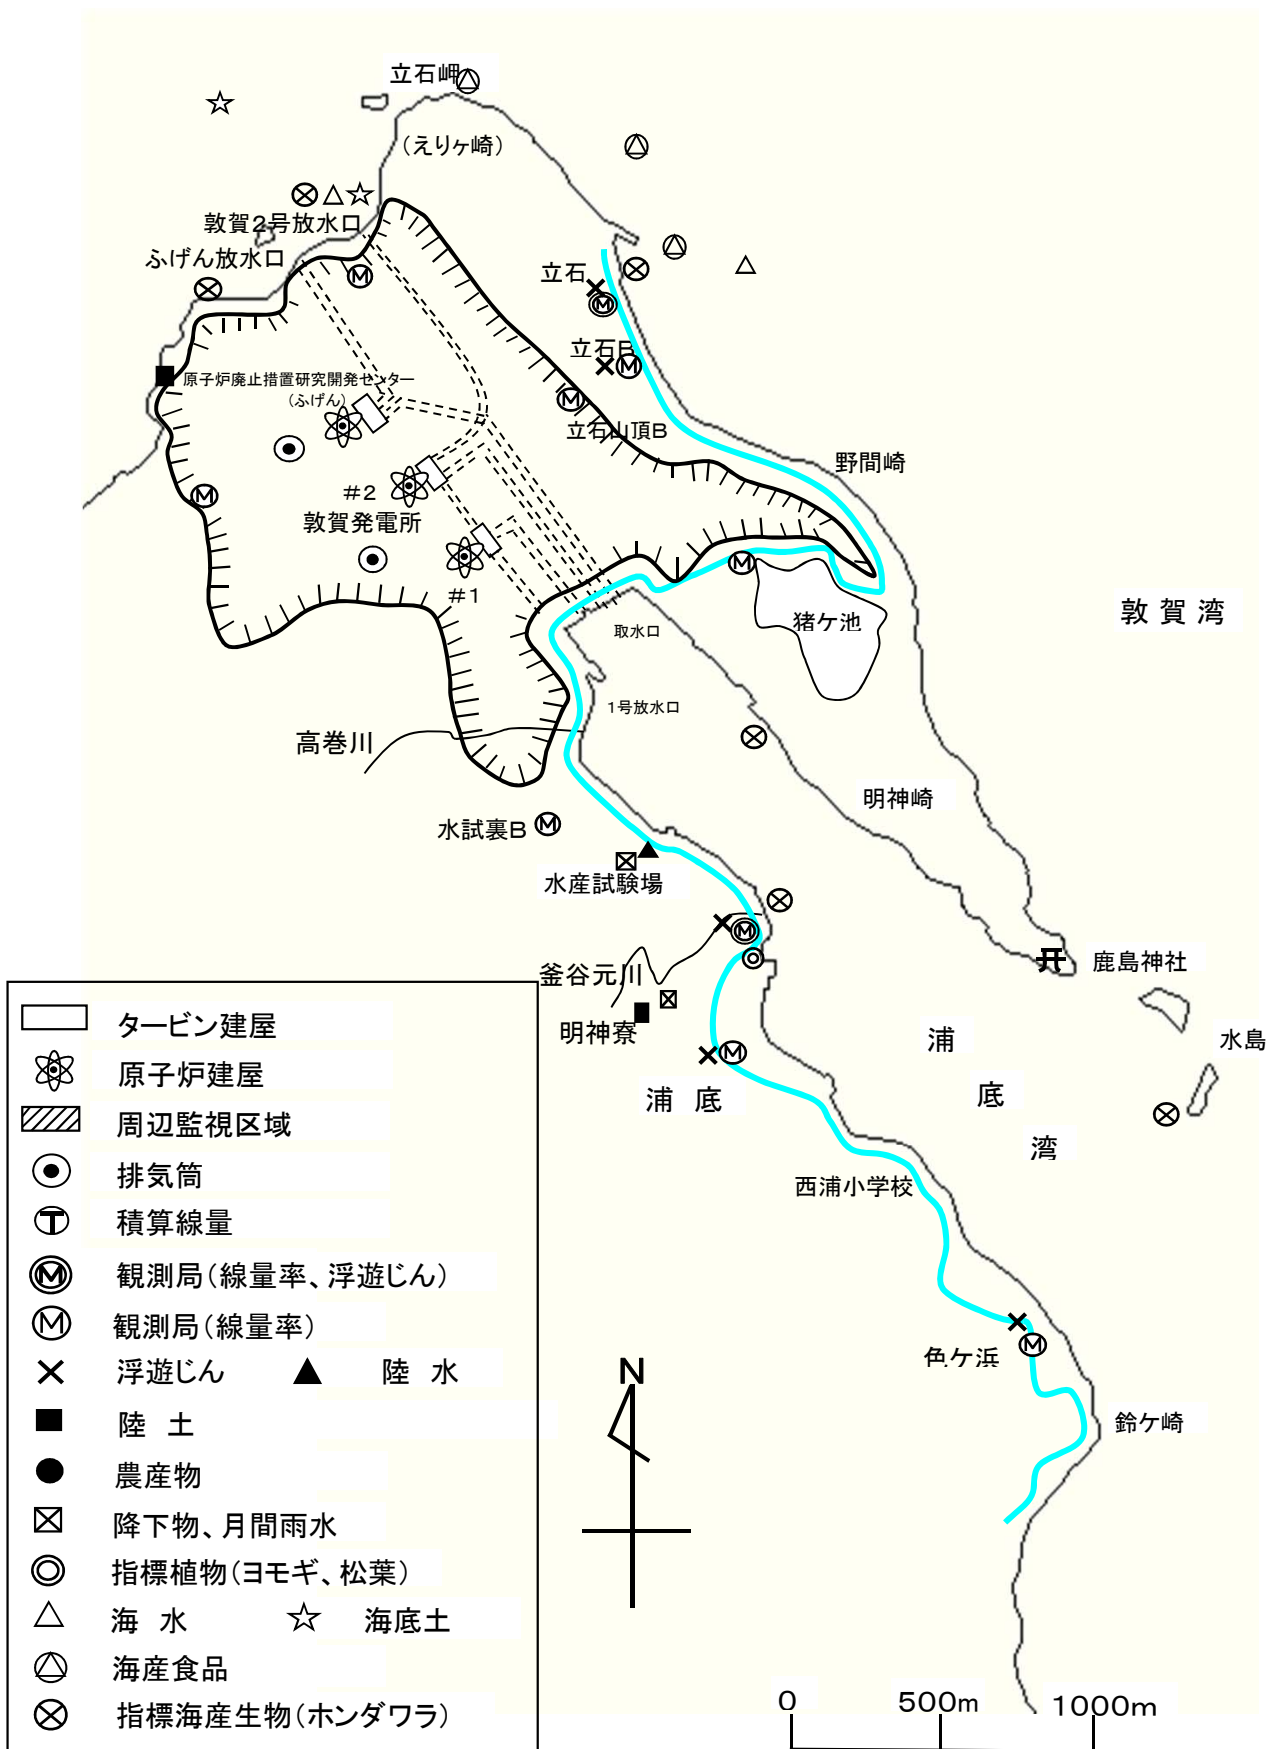 立石岬
(えりヶ崎)
敦賀2号放水口
ふげん放水口
立石
M
M
立石B
M
原子炉廃止措置研究開発センター
(ふげん)
M
立石山頂B
野間崎
#2
M
敦賀発電所
M
#1
敦賀湾
猪ケ池
取水口
1号放水口
高巻川
明神崎
水試裏B
M
水産試験場
M
鹿島神社
釜谷元川
明神寮
浦
底
湾
水島
M
浦 底
西浦小学校
M
色ケ浜
鈴ケ崎
タービン建屋
原子炉建屋
周辺監視区域
排気筒
T 積算線量
M 観測局(線量率、浮遊じん)
M 観測局(線量率)
浮遊じん 陸 水
陸 土
農産物
降下物、月間雨水
指標植物(ヨモギ、松葉)
海 水 海底土
海産食品
指標海産生物(ホンダワラ)
N
0 500m 1000m